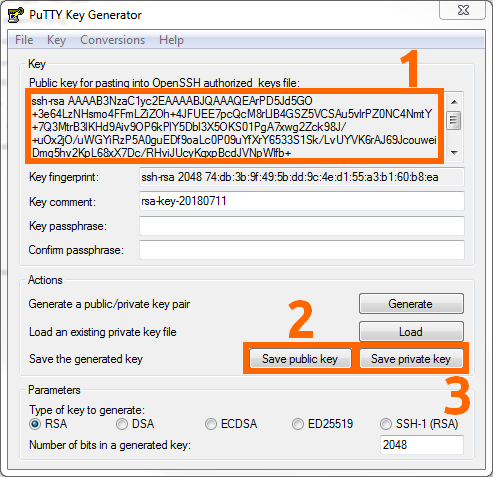 PuTTY Key Generator
File Key Conversions Help
Key
1
Public key for pasting into OpenSSH authorized_keys file:
ssh-rsa AAAAB3NzaC1yc2EAAAABJQAAAQEArPD5Jd5GO
+3e64LzNHsmo4FFmLZiZOh+4JFUEE7pcQcM8rLlB4GSZ5VCSAu5vlrPZ0NC4NmtY
+7Q3MtrB3lKHd9Aiv9OP6kPlY5Dbl3X5OKS01PgA7xwg2Zck98J/
+uOx2jO/uWGYiRzP5A0guEDf9oaLc0P09uYfXrY6533S1Sk/LvUYVK6rAJ69Jcouwei
Dmq5hv2KpL68xX7Dc/RHviJUcyKqxpBcdJVNpWlfb+
Key fingerprint: ssh-rsa 2048 74:db:3b:9f:49:5b:dd:9c:4e:d1:55:a3:b1:60:b8:ea
Key comment: rsa-key-20180711
Key passphrase:
Confirm passphrase:
Actions
Generate a public/private key pair Generate
Load an existing private key file Load
2
Save the generated key Save public key Save private key
3
Parameters
Type of key to generate:
RSA DSA ECDSA ED25519 SSH-1 (RSA)
Number of bits in a generated key: 2048